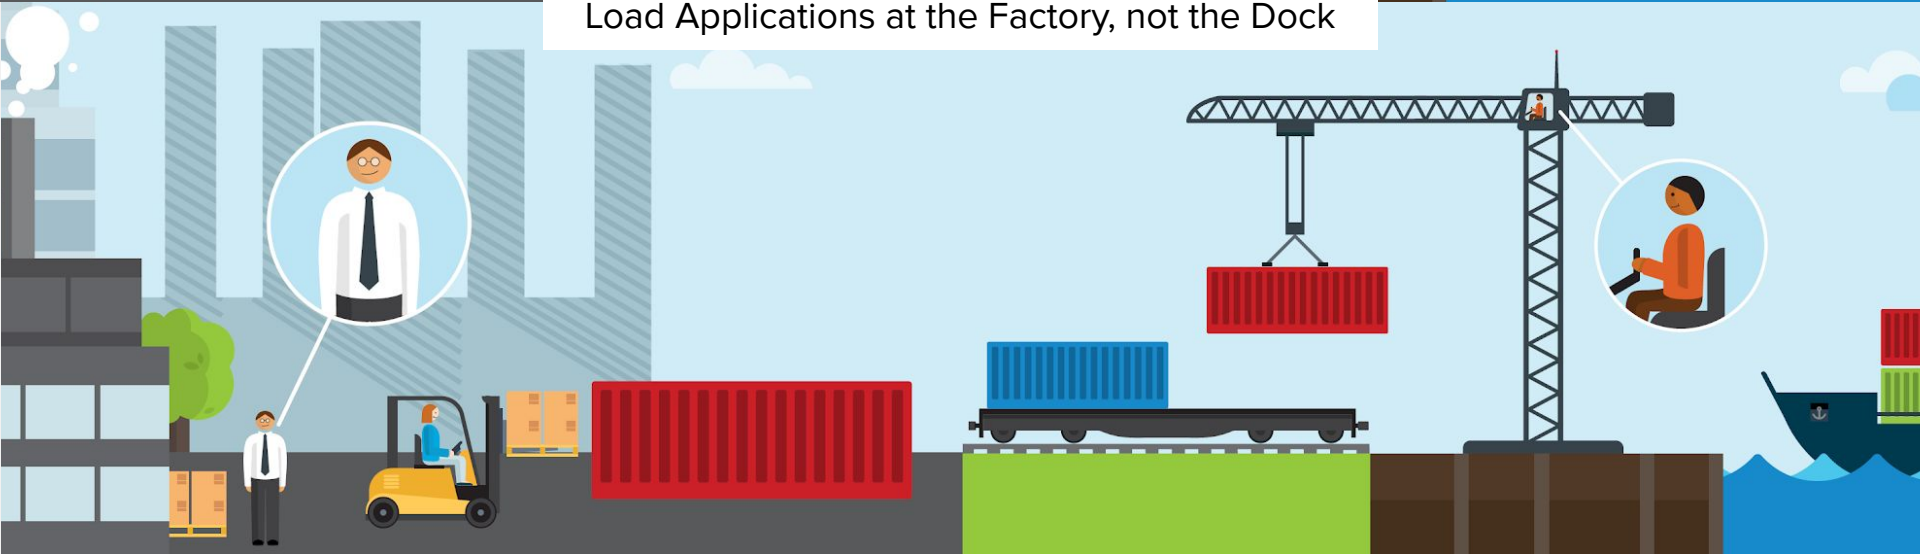 Load Applications at the Factory, not the Dock